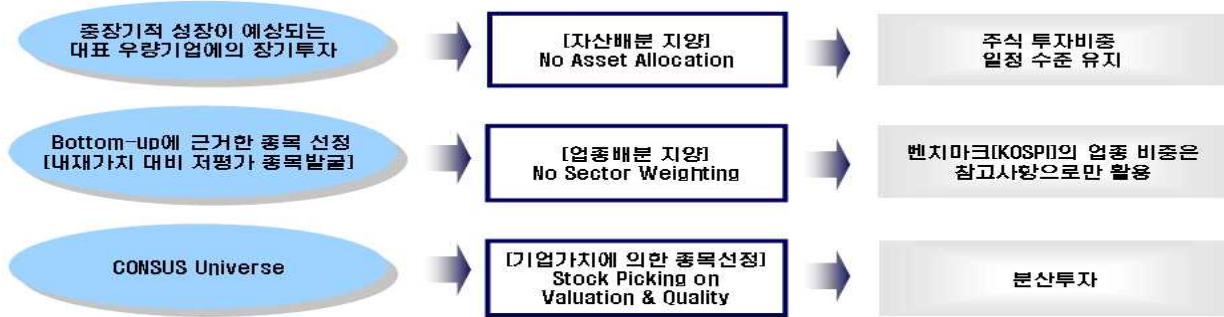 중장기적 성장이 예상되는
대표 우량기업에의 장기투자
[자산배분 지양]
No Asset Allocation
주식 투자비중
일정 수준 유지
Bottom-up에 근거한 종목 선정
[내재가치 대비 저평가 종목발굴]
[업종배분 지양]
No Sector Weighting
벤치마크[KOSPI]의 업종 비중은
참고사항으로만 활용
CONSUS Universe
[기업가치에 의한 종목선정]
Stock Picking on
Valuation & Quality
분산투자